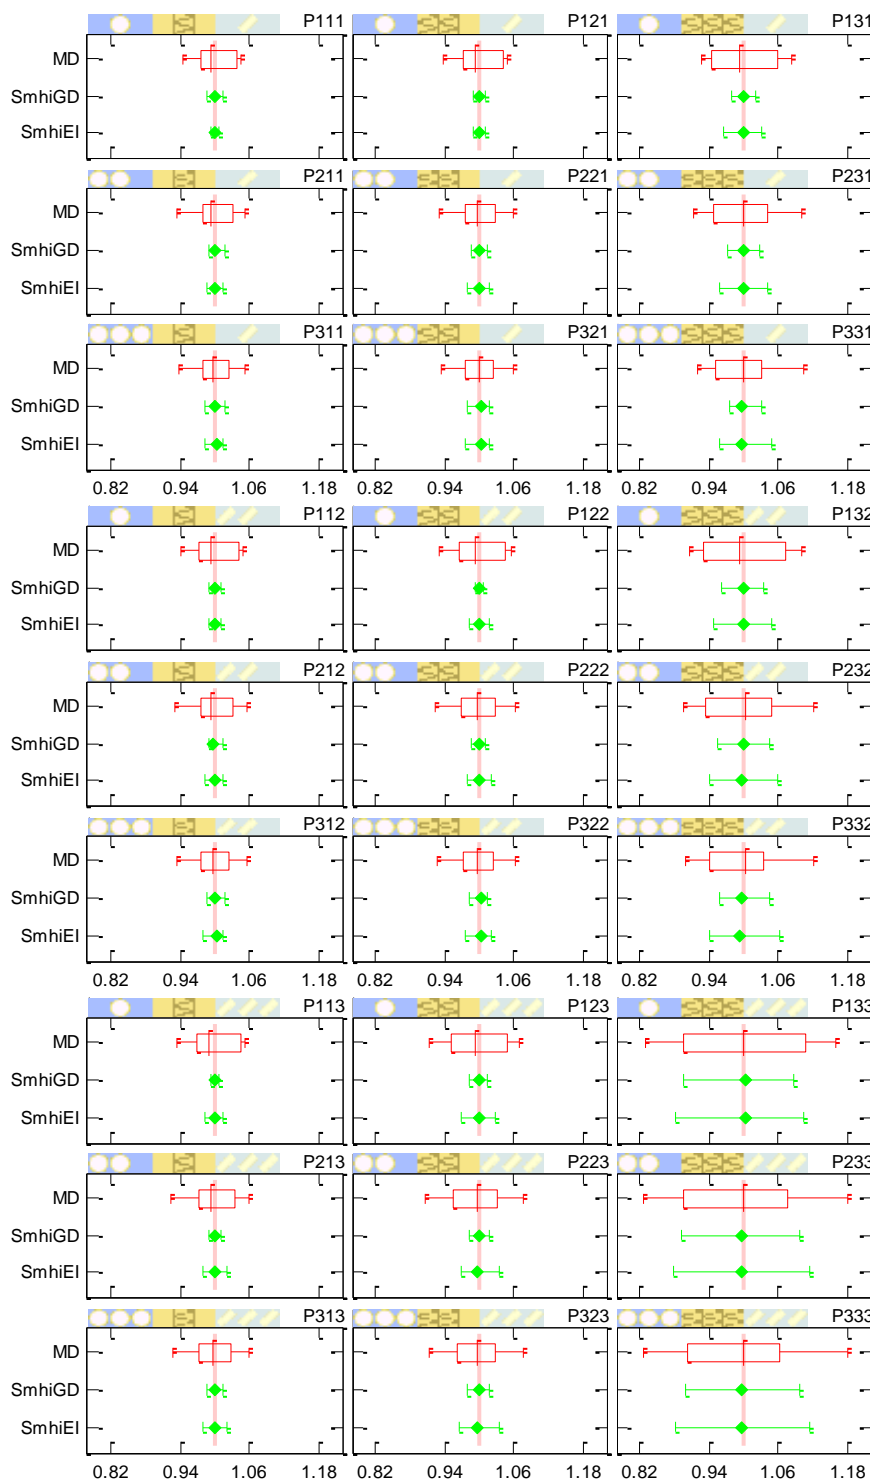 P111 P121 P131
MD
SmhiGD
SmhiEI
P211 P221 P231
MD
SmhiGD
SmhiEI
P311 P321 P331
MD
SmhiGD
SmhiEI
0.82 0.94 1.06 1.18 0.82 0.94 1.06 0.82 0.94 1.06 1.18
P112 P122 P132
MD
SmhiGD
SmhiEI
P212 P222 P232
MD
SmhiGD
SmhiEI
P312 P322 P332
MD
SmhiGD
SmhiEI
0.82 0.94 1.06 1.18 0.82 0.94 1.06 0.82 0.94 1.06 1.18
P113 P123 P133
MD
SmhiGD
SmhiEI
P213 P223 P233
MD
SmhiGD
SmhiEI
P313 P323 P333
MD
SmhiGD
SmhiEI
0.82 0.94 1.06 1.18 0.82 0.94 1.06 0.82 0.94 1.06 1.18